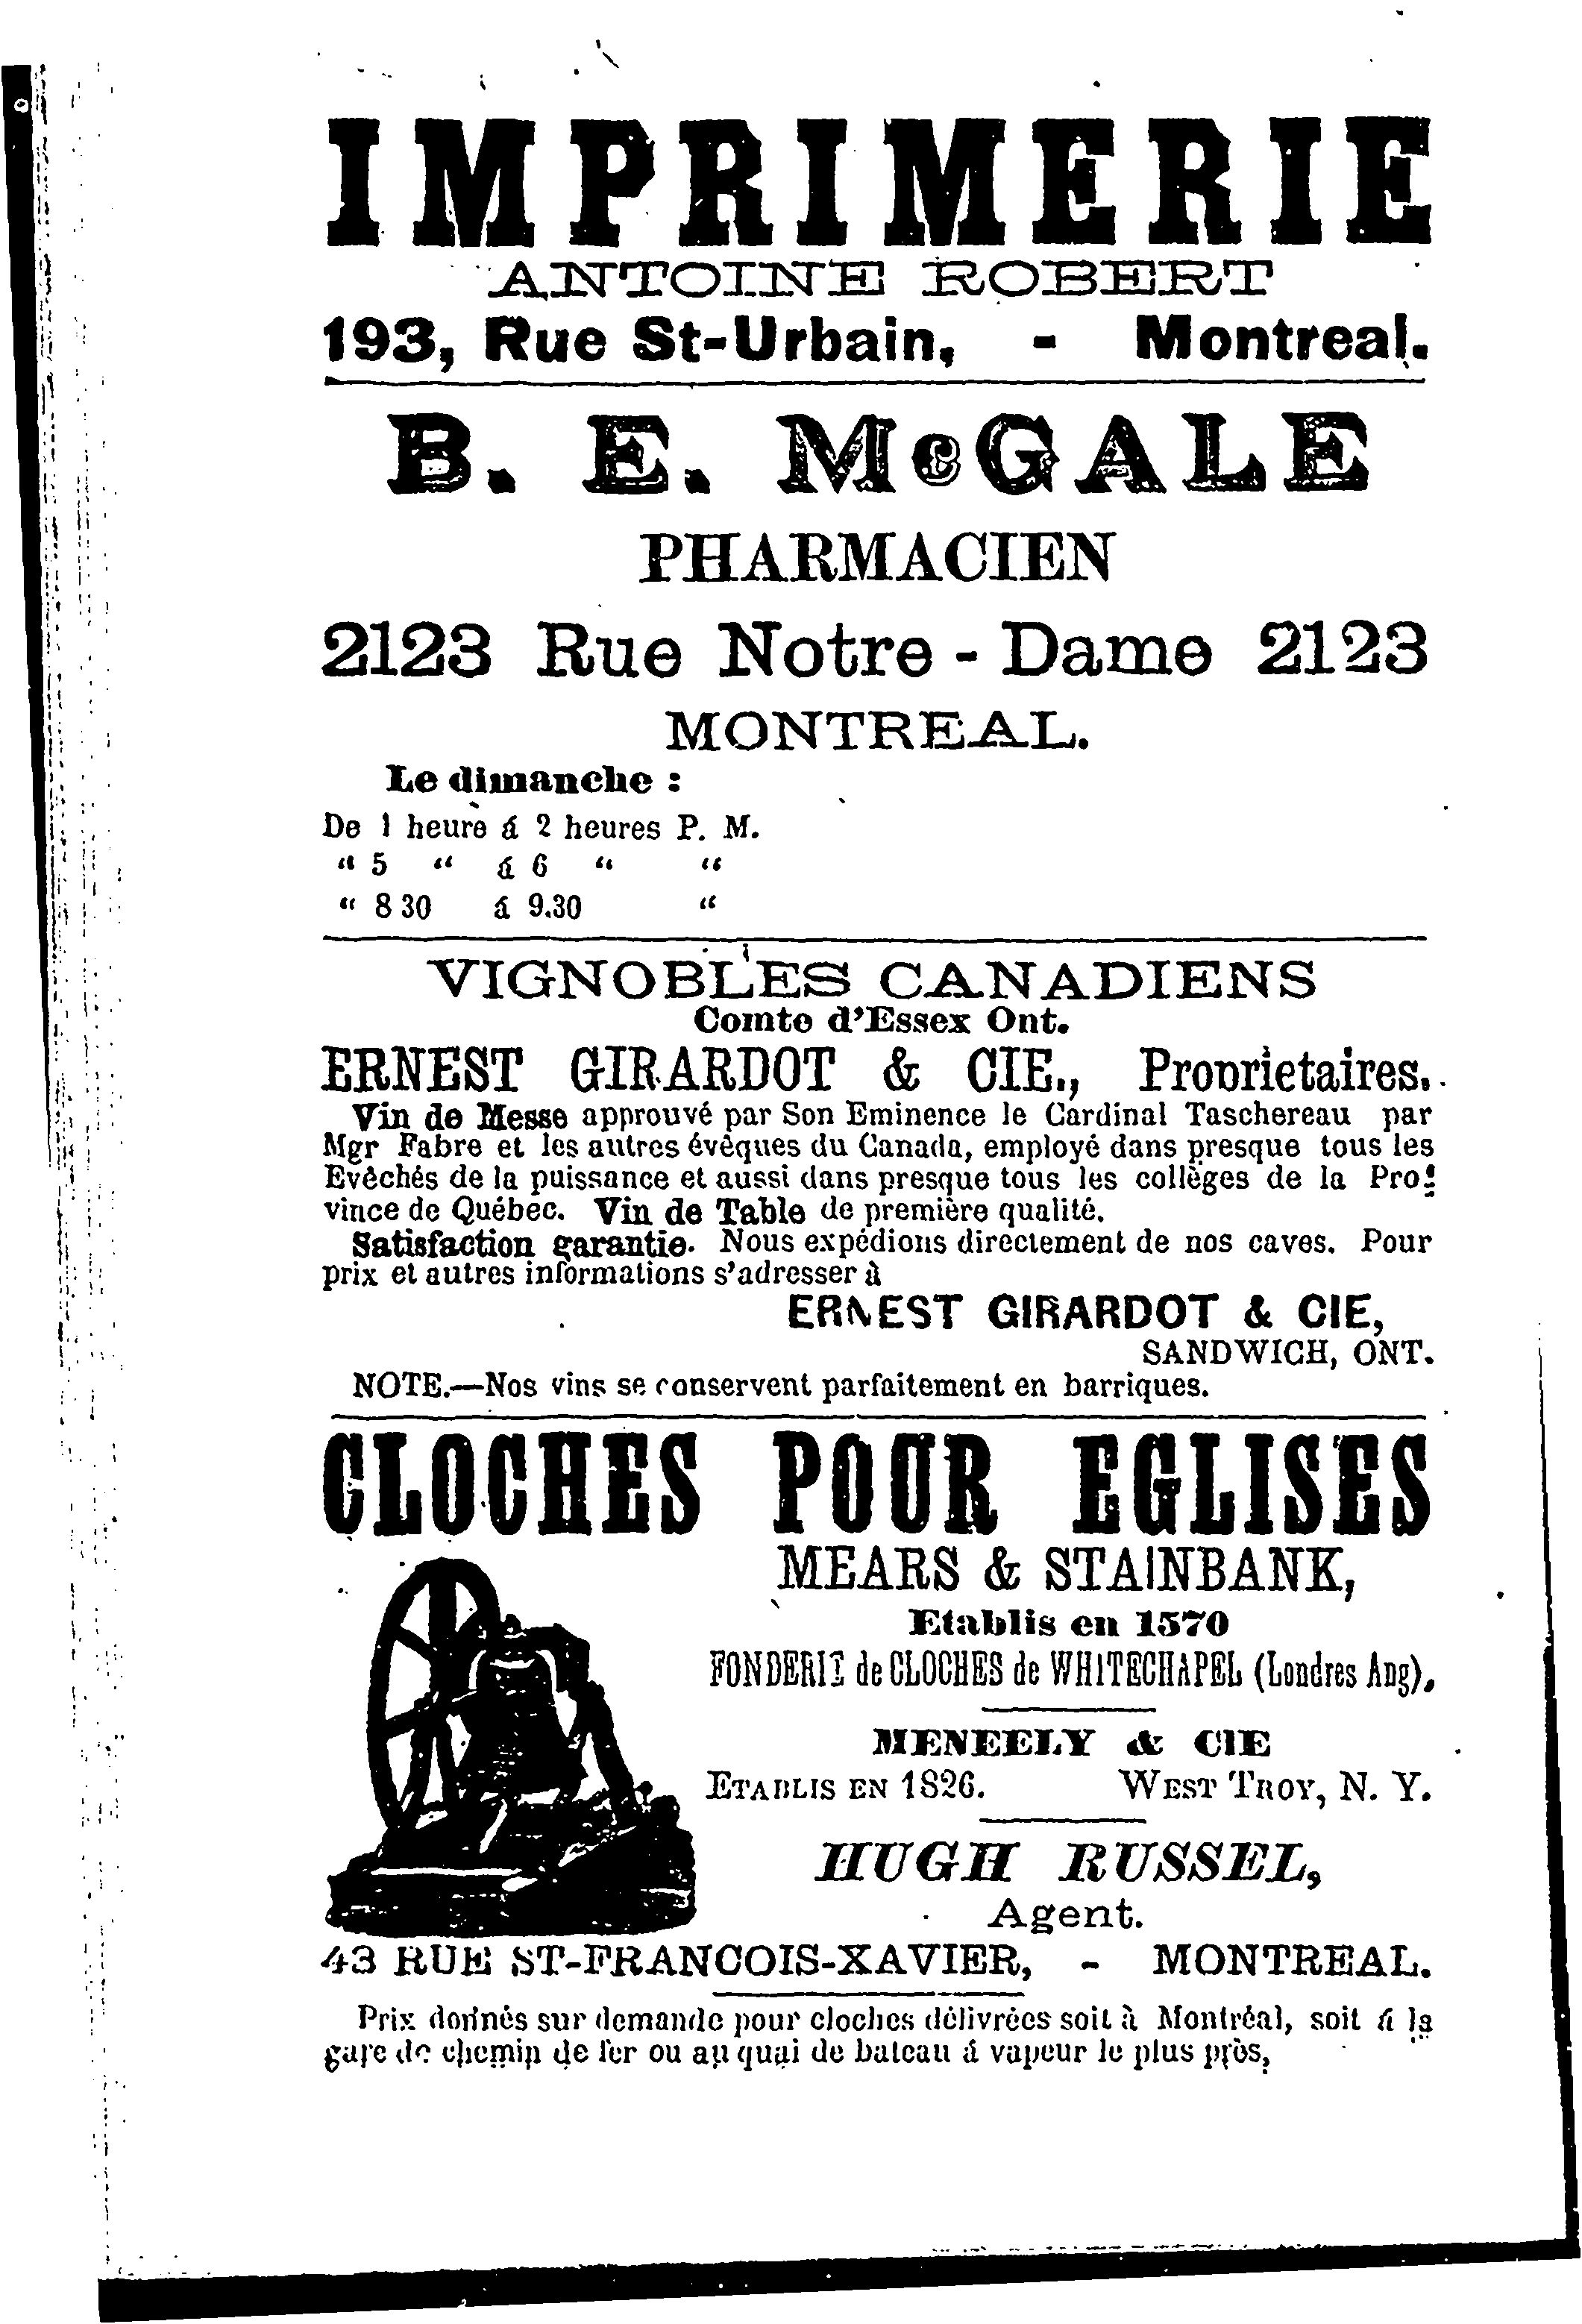 IMPRIMERIE
ANTOINE ROBERT
193, Rue St-Urbain, - Montreal.
B. E. McGALE
PHARMACIEN
2123 Rue Notre-Dame 2123
MONTREAL.
Le dimanche :
De 1 heure á 2 heures P. M.
“ 5 “ á 6 “ “
“ 8 30 á 9.30 “
VIGNOBLES CANADIENS
Comte d'Essex Ont.
ERNEST GIRARDOT & CIE., Proprietaires.
Vin de Messe approuvé par Son Eminence le Cardinal Taschereau par
Mgr Fabre et les autres évêques du Canada, employé dans presque tous les
Evêchés de la puissance et aussi dans presque tous les collèges de la Pro-
vince de Québec. Vin de Table de première qualité.
Satisfaction garantie. Nous expédions directement de nos caves. Pour
prix et autres informations s'adresser à
ERNEST GIRARDOT & CIE,
SANDWICH, ONT.
NOTE.—Nos vins se conservent parfaitement en barriques.
CLOCHES POUR EGLISES
MEARS & STAINBANK,
Etablis en 1570
FONDERIE de CLOCHES de WHITECHAPEL (Londres Ang),
MENEELY & CIE
ETABLIS EN 1826. WEST TROY, N. Y.
HUGH RUSSEL,
Agent.
43 RUE ST-FRANCOIS-XAVIER, - MONTREAL.
Prix donnés sur demande pour cloches délivrées soit à Montréal, soit á la
gare de chemin de fer ou au quai de bateau á vapeur le plus près,